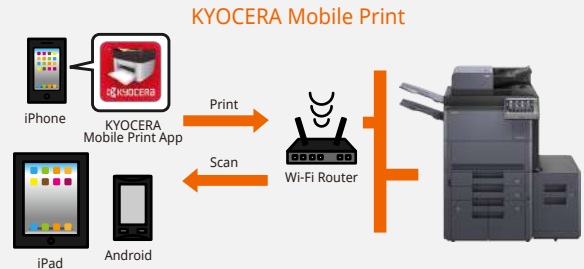 KYOCERA Mobile Print
KYOCERA
iPhone
KYOCERA
Mobile Print App
Print
Scan
Wi-Fi Router
iPad
Android